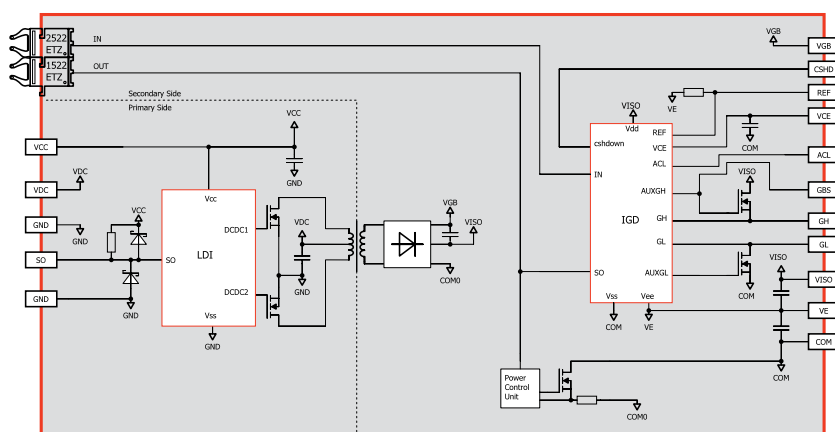 2522
ETZ
1522
ETZ
IN
OUT
Secondary Side
Primary Side
VGB
VGB
CSHD
REF
VE
VCE
COM
ACL
GBS
GH
GL
VISO
VE
COM
VCC
VCC
GND
VDC
VDC
GND
GND
VCC
SO
GND
GND
Vcc
SO
LDI
DCDC1
DCDC2
Vss
GND
VDC
GND
VGB
VISO
COM0
VISO
Vdd
cshdown
IN
IGD
SO
REF
VCE
ACL
AUXGH
GH
GL
AUXGL
Vss
Vee
COM
VE
VISO
COM
VISO
COM
Power
Control
Unit
COM0